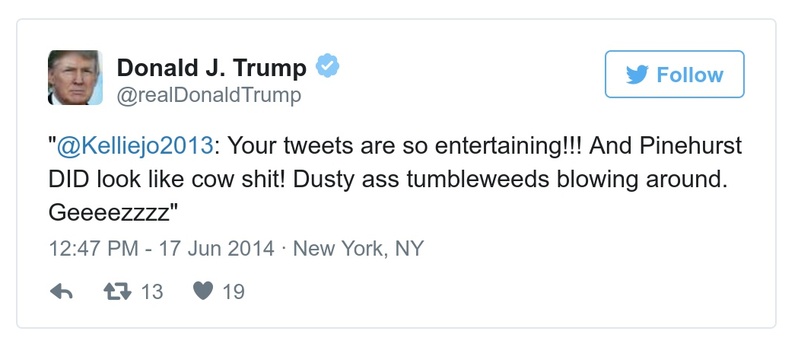 Donald J. Trump
@realDonaldTrump
Follow
"@Kelliejo2013: Your tweets are so entertaining!!! And Pinehurst
DID look like cow shit! Dusty ass tumbleweeds blowing around.
Geeeezzzz"
12:47 PM - 17 Jun 2014 · New York, NY
13
19